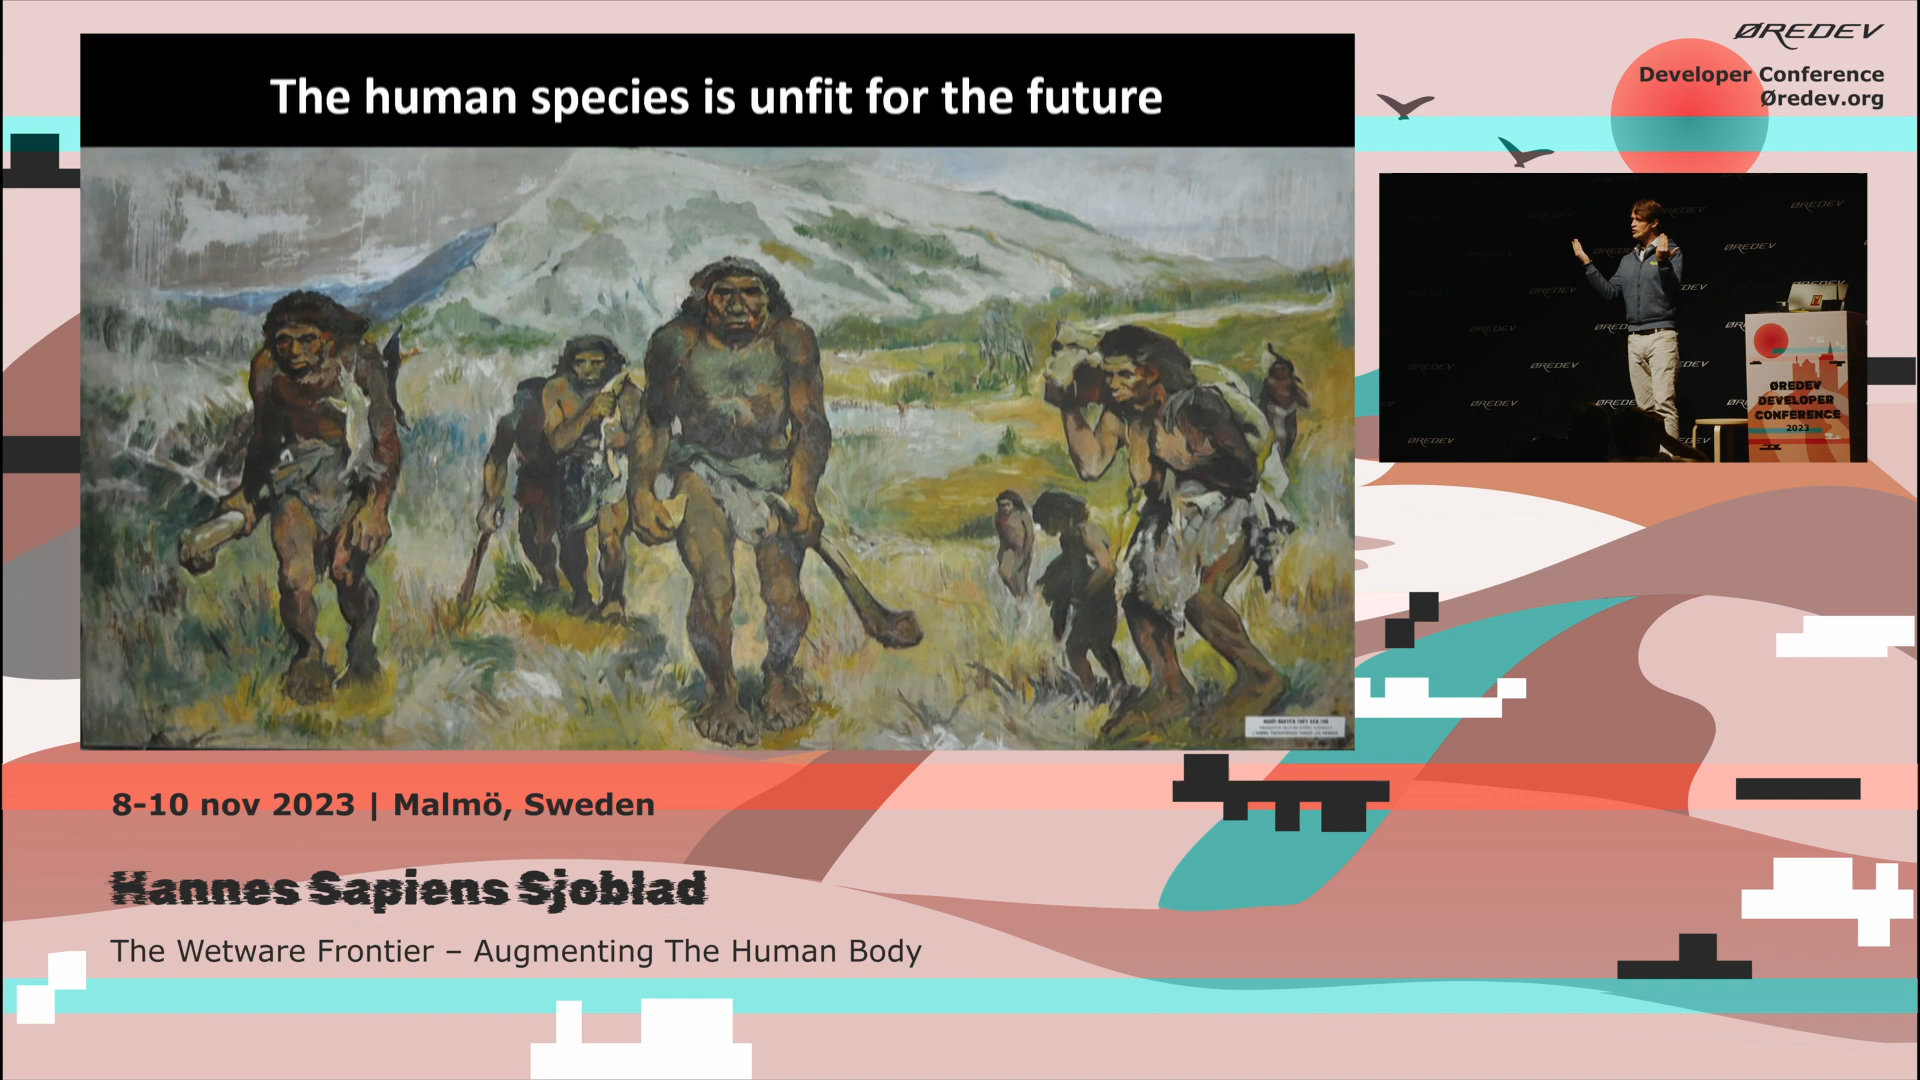 The human species is unfit for the future
ØREDEV
Developer Conference
Øredev.org
ØREDEV
DEVELOPER
CONFERENCE
2023
8-10 nov 2023 | Malmö, Sweden
Hannes Sapiens Sjoblad
The Wetware Frontier – Augmenting The Human Body